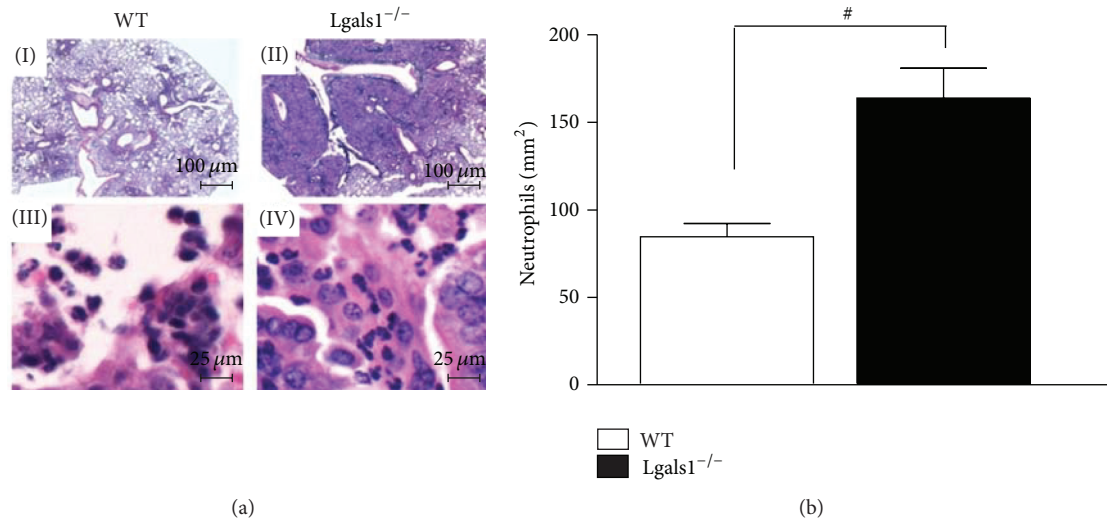 WT
Lgals1−/−
(I)
(II)
100 μm
100 μm
(III)
(IV)
25 μm
25 μm
(a)
#
200
150
100
50
0
Neutrophils (mm²)
WT
Lgals1−/−
(b)